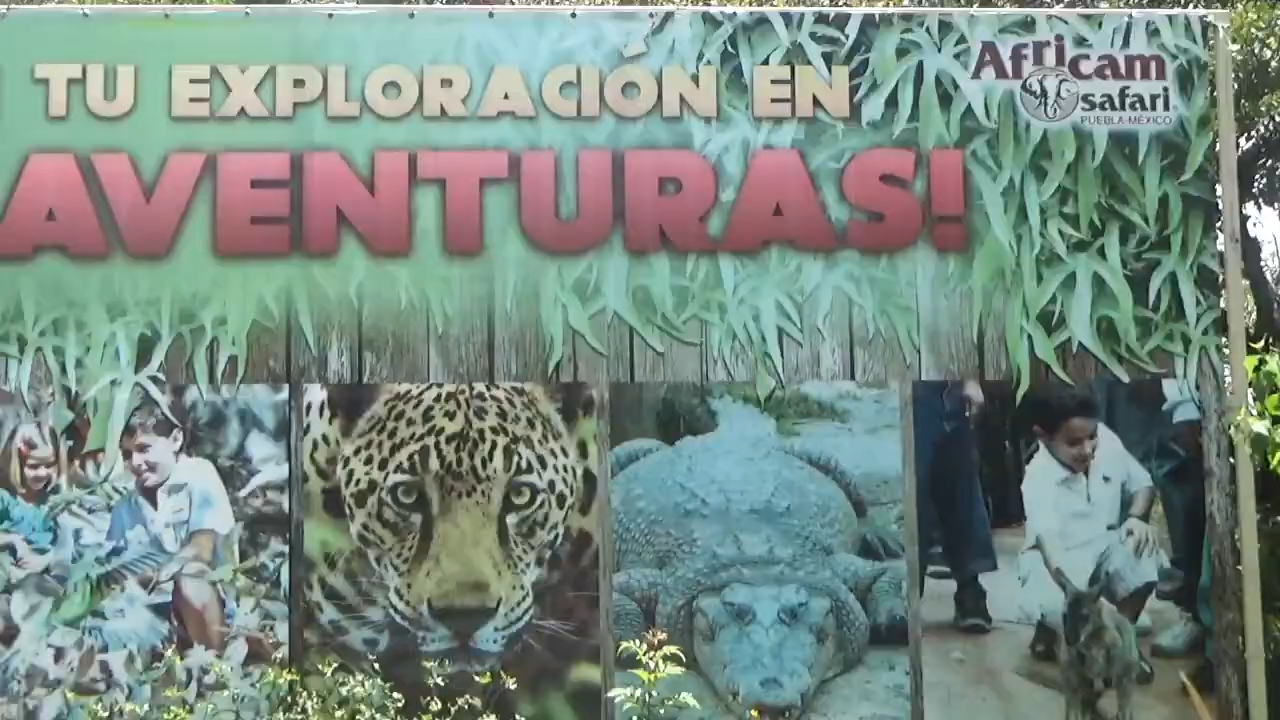 TU EXPLORACIÓN EN
AVENTURAS!
Africam
safari
PUEBLA-MÉXICO